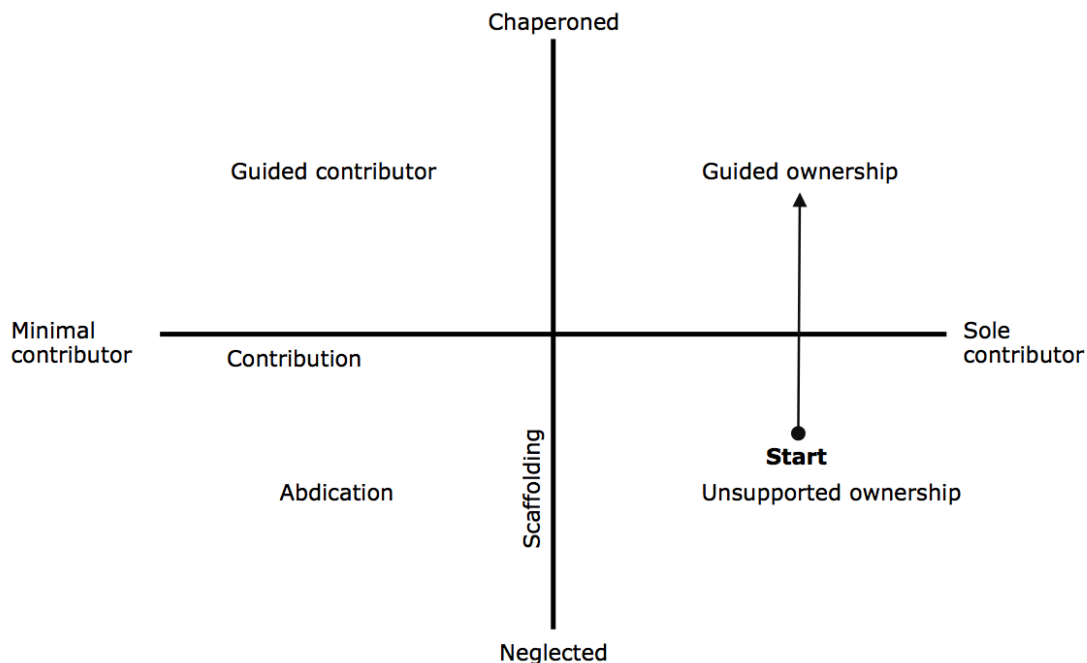 Chaperoned
Guided contributor
Guided ownership
Minimal
contributor
Sole
contributor
Contribution
Scaffolding
Start
Abdication
Unsupported ownership
Neglected